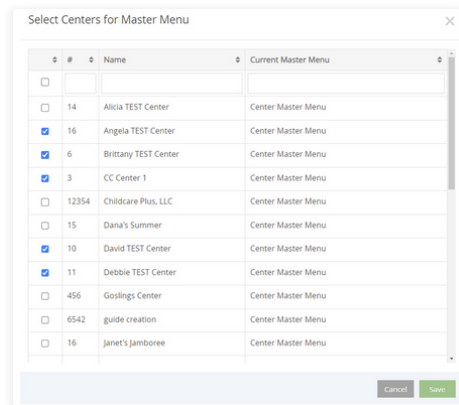 Select Centers for Master Menu
# Name Current Master Menu
14 Alicia TEST Center Center Master Menu
16 Angela TEST Center Center Master Menu
6 Brittany TEST Center Center Master Menu
3 CC Center 1 Center Master Menu
12354 Childcare Plus, LLC Center Master Menu
15 Dana's Summer Center Master Menu
10 David TEST Center Center Master Menu
11 Debbie TEST Center Center Master Menu
456 Goslings Center Center Master Menu
6542 guide creation Center Master Menu
16 Janet's Jamboree Center Master Menu
Cancel Save